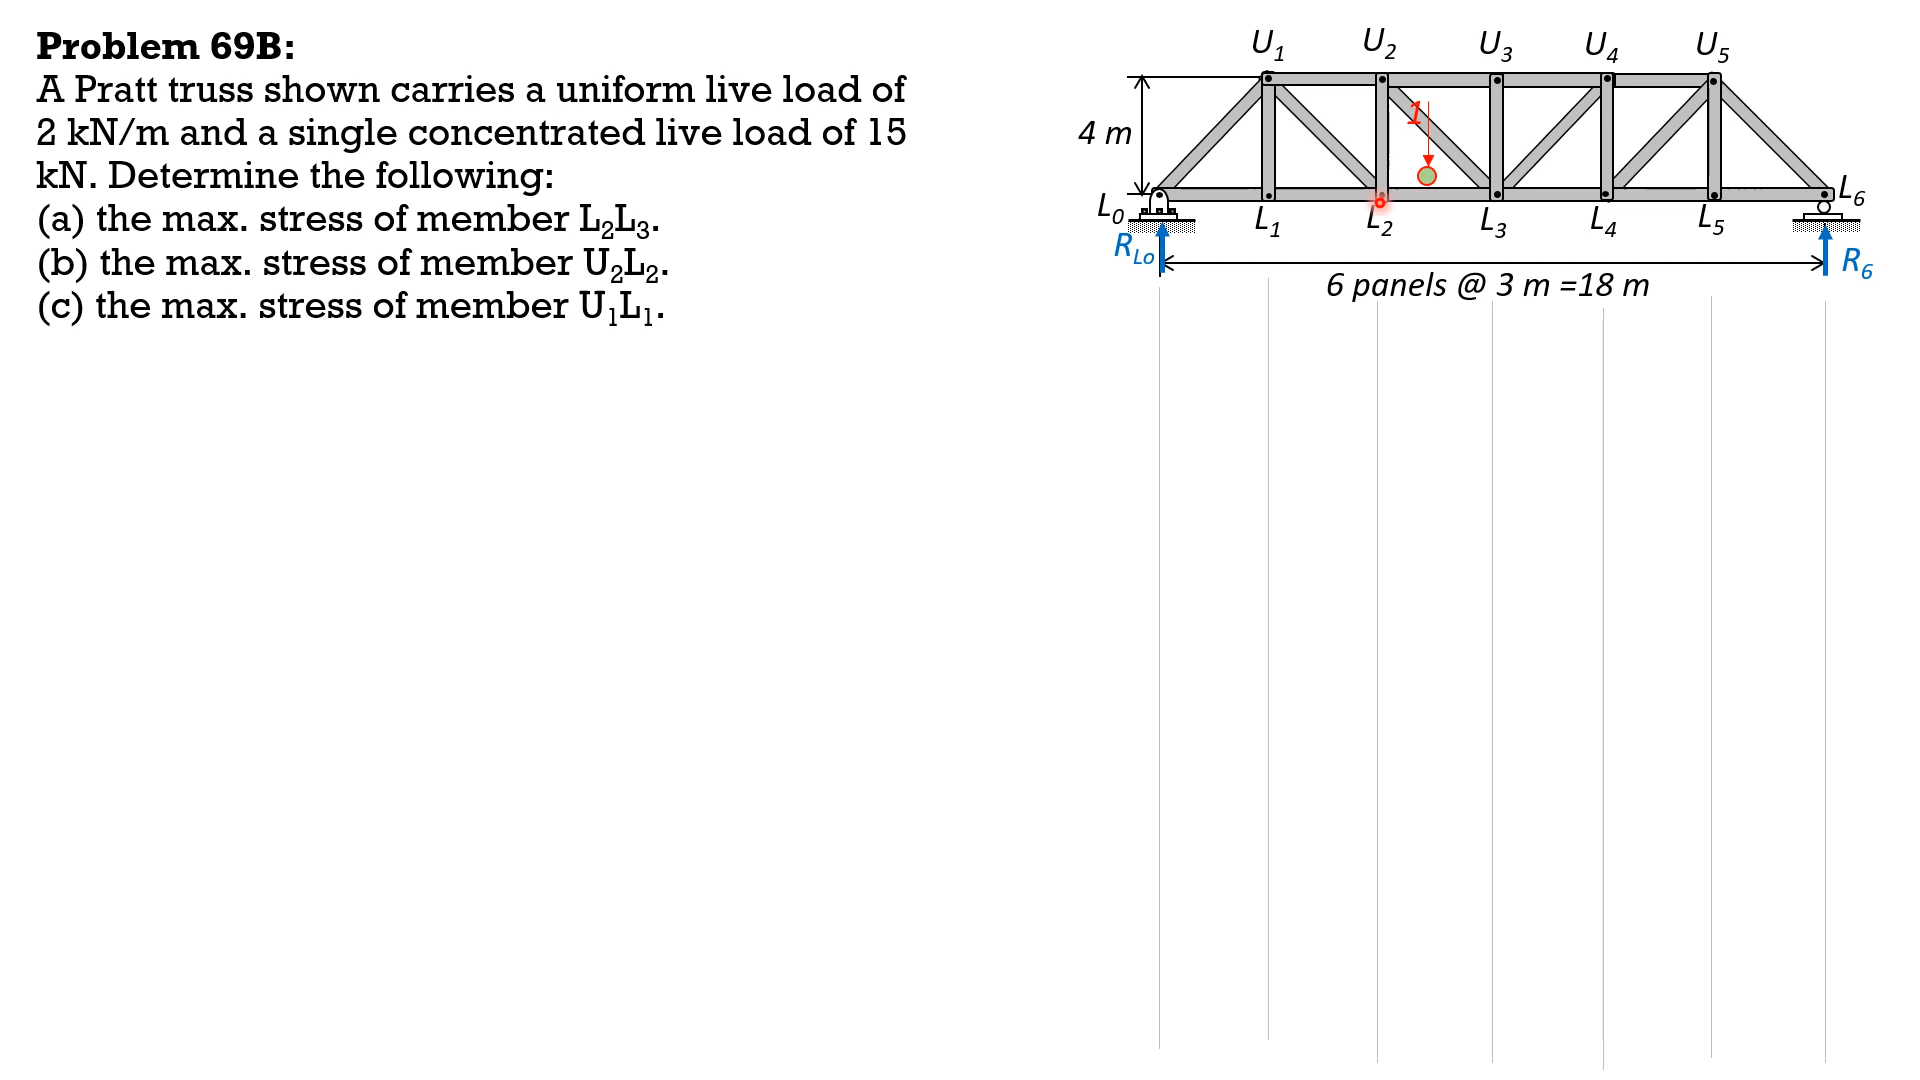 Problem 69B:
A Pratt truss shown carries a uniform live load of
2 kN/m and a single concentrated live load of 15
kN. Determine the following:
(a) the max. stress of member L₂L₃.
(b) the max. stress of member U₂L₂.
(c) the max. stress of member U₁L₁.
U₁ U₂ U₃ U₄ U₅
1
4 m
L₀ L₁ L₂ L₃ L₄ L₅ L₆
R_Lo R₆
6 panels @ 3 m =18 m